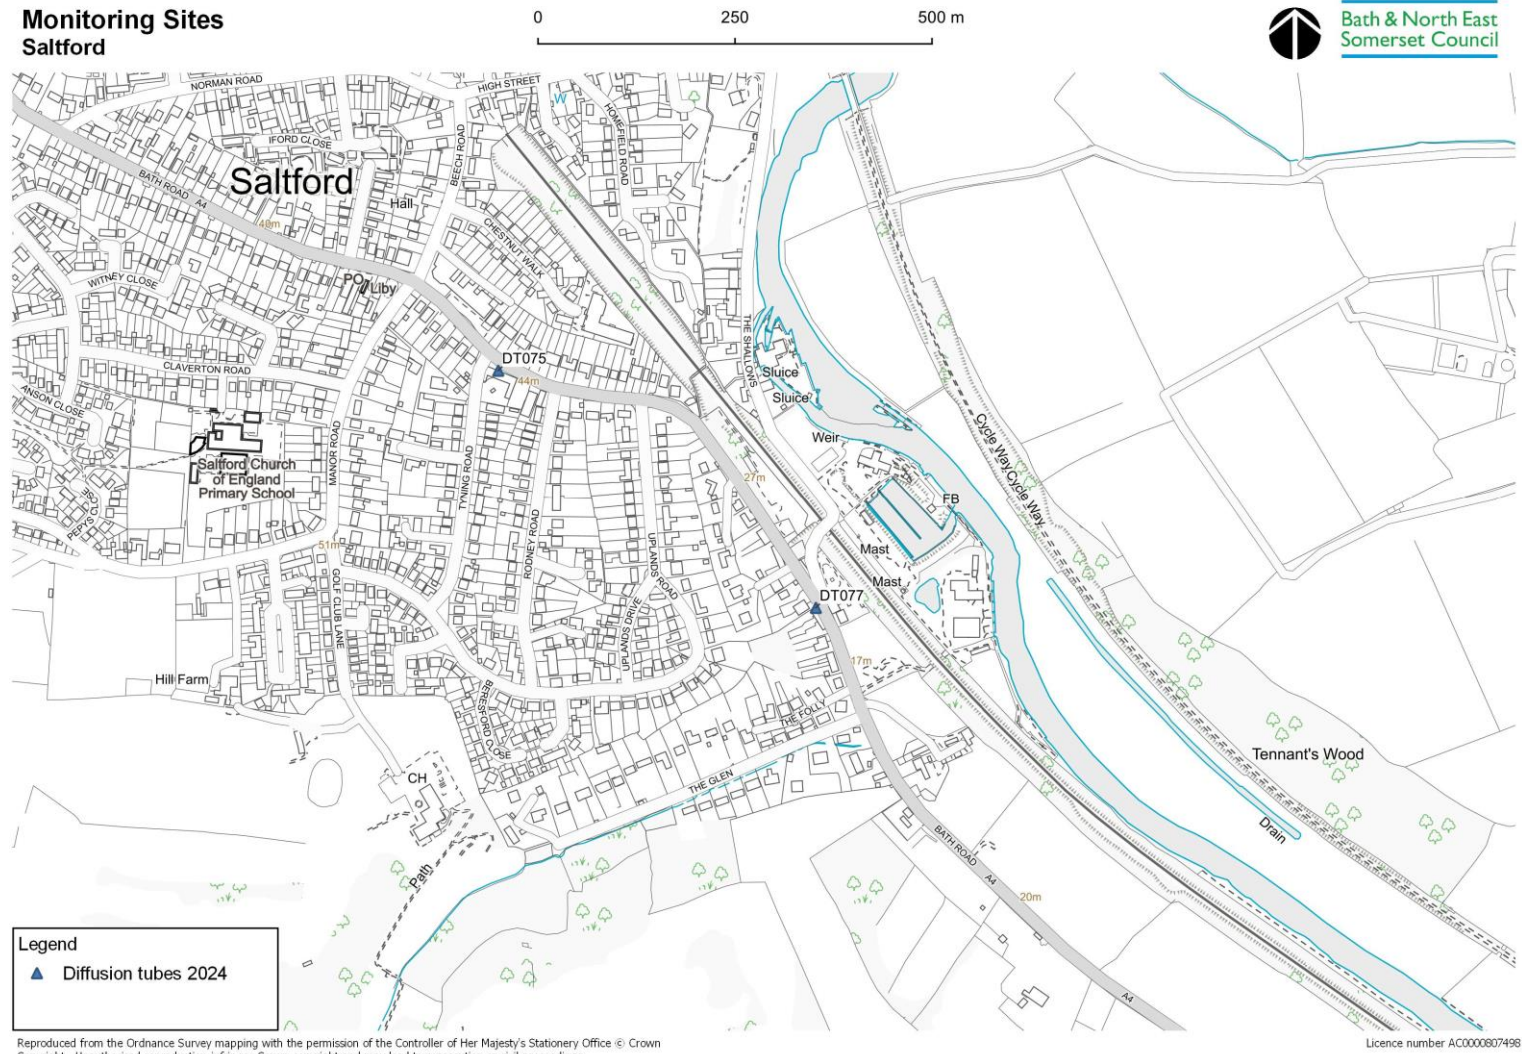 Monitoring Sites
Saltford
0 250 500 m
Bath & North East
Somerset Council
NORMAN ROAD
HIGH STREET
W
HOMEFIELD ROAD
IFORD CLOSE
BEECH ROAD
Saltford
BATH ROAD A4
Hall
40m
CHESTNUT WALK
WITNEY CLOSE
PO
Liby
THE SHALLOWS
DT075
44m
CLAVERTON ROAD
Sluice
Sluice
ANSON CLOSE
Weir
Cycle Way
Cycle Way
MANOR ROAD
Saltford Church
of England
Primary School
TYNING ROAD
27m
FB
PEPYS CLOSE
RODNEY ROAD
51m
Mast
UPLANDS ROAD
Mast
GOLF CLUB LANE
DT077
UPLANDS DRIVE
17m
Hill Farm
BERESFORD CLOSE
THE FOLLY
Tennant's Wood
CH
THE GLEN
Drain
BATH ROAD
A4
Path
20m
A4
Legend
Diffusion tubes 2024
Reproduced from the Ordnance Survey mapping with the permission of the Controller of Her Majesty's Stationery Office © Crown
Licence number AC0000807498